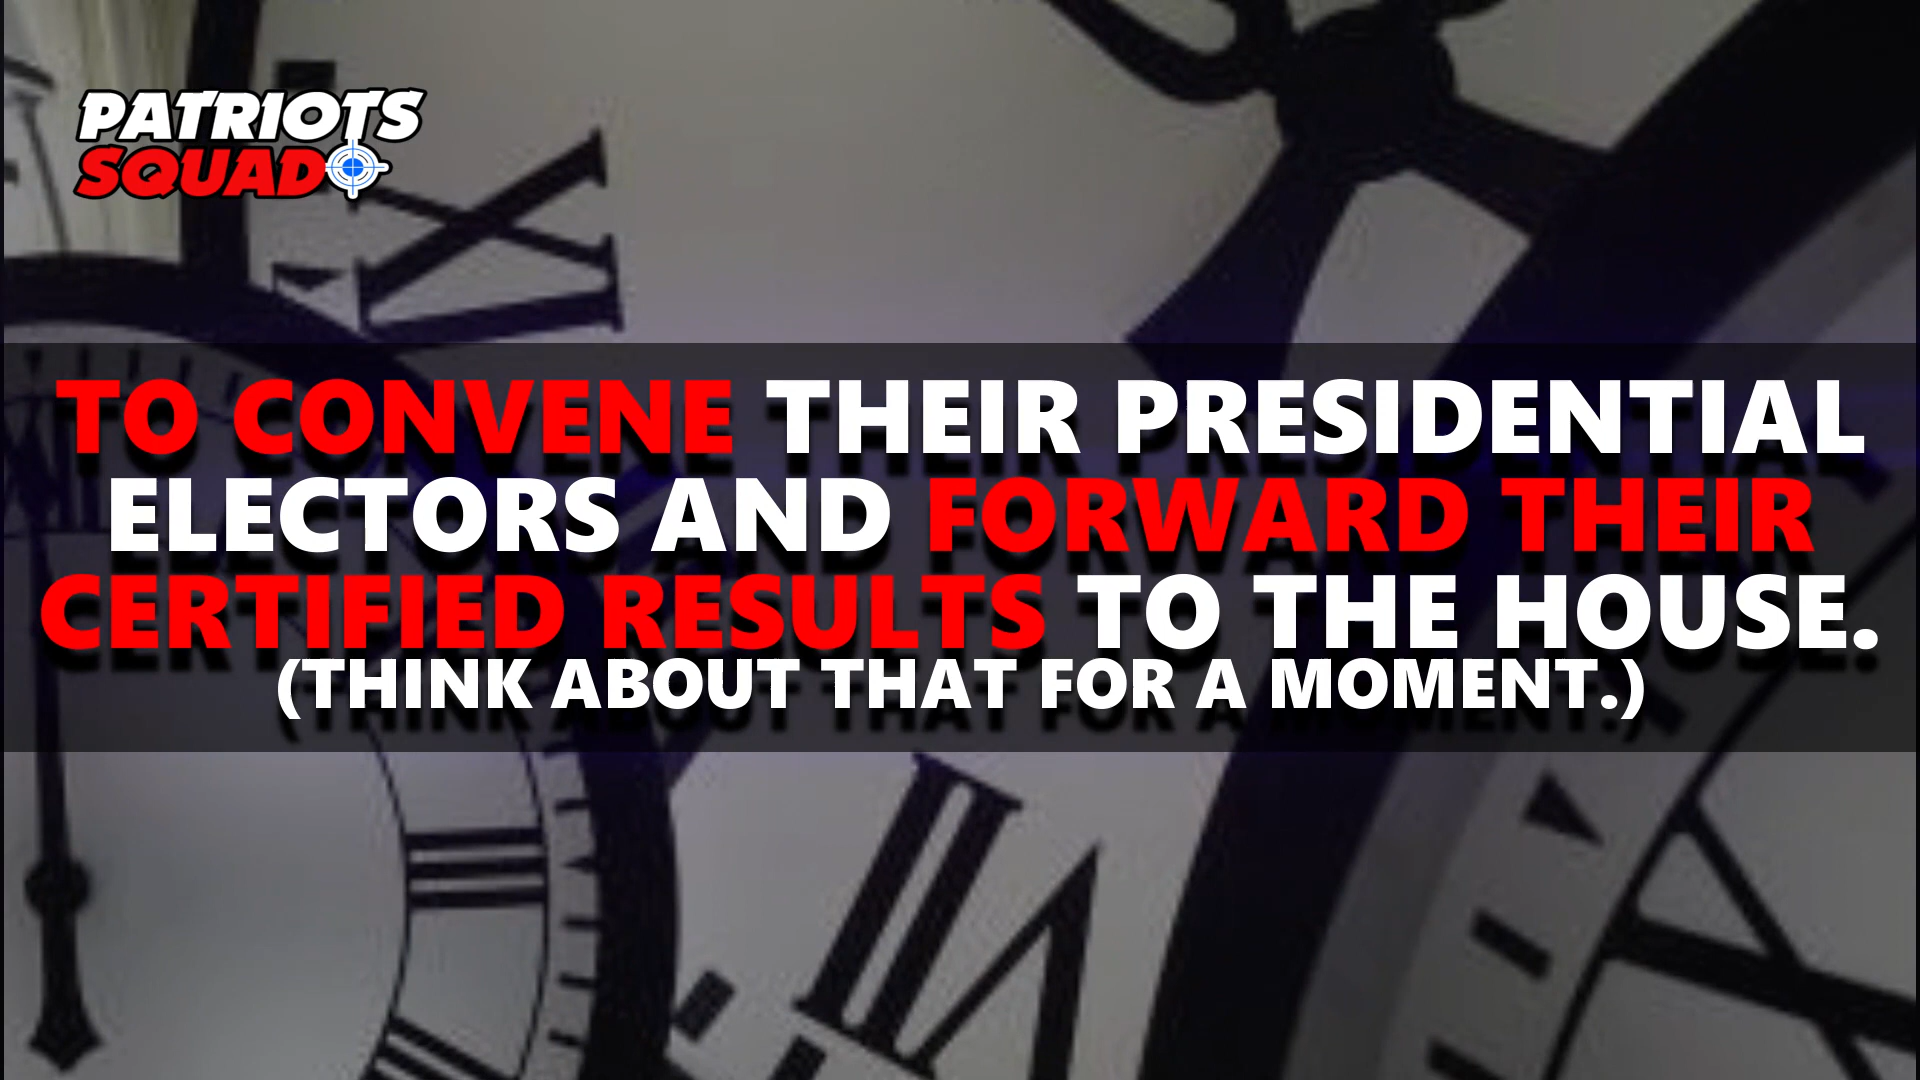 PATRIOTS
SQUAD
TO CONVENE THEIR PRESIDENTIAL
ELECTORS AND FORWARD THEIR
CERTIFIED RESULTS TO THE HOUSE.
(THINK ABOUT THAT FOR A MOMENT.)